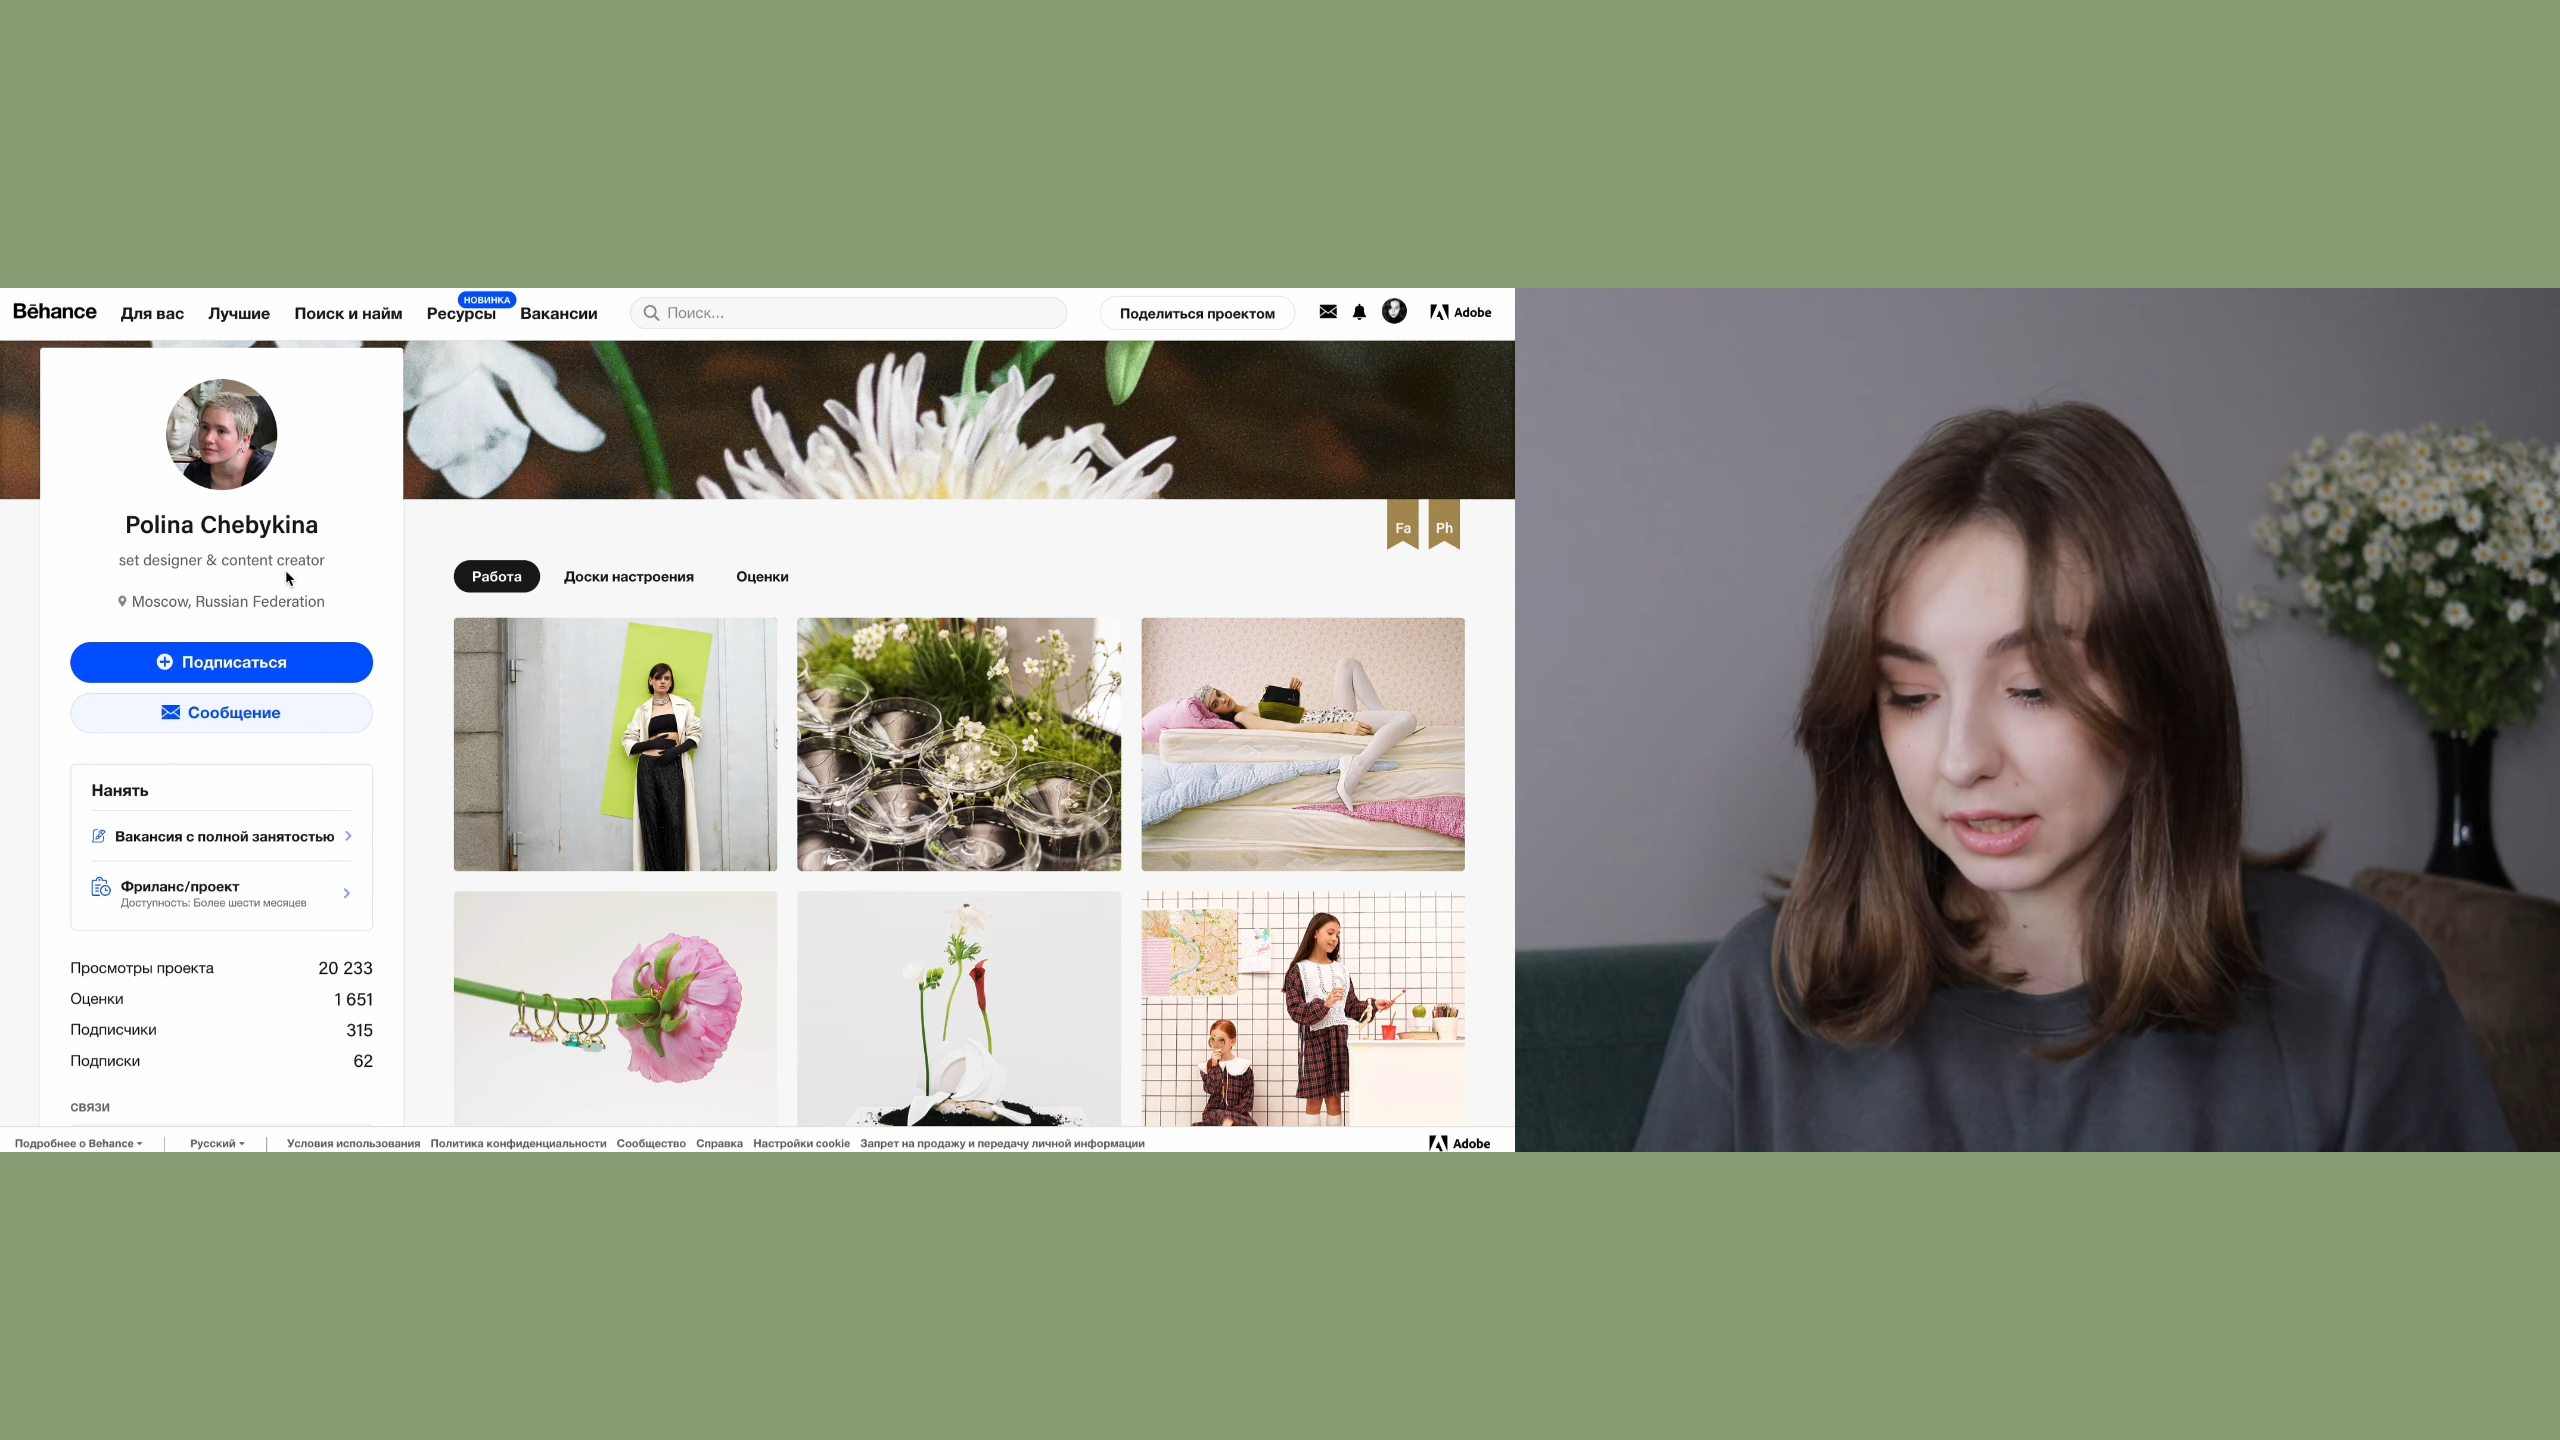 Bēhance Для вас Лучшие Поиск и найм Ресурсы НОВИНКА Вакансии Поиск... Поделиться проектом Adobe
Polina Chebykina
set designer & content creator
Moscow, Russian Federation
Подписаться
Сообщение
Нанять
Вакансия с полной занятостью
Фриланс/проект
Доступность: Более шести месяцев
Просмотры проекта 20 233
Оценки 1 651
Подписчики 315
Подписки 62
СВЯЗИ
Fa Ph
Работа Доски настроения Оценки
Подробнее о Behance Русский Условия использования Политика конфиденциальности Сообщество Справка Настройки cookie Запрет на продажу и передачу личной информации Adobe